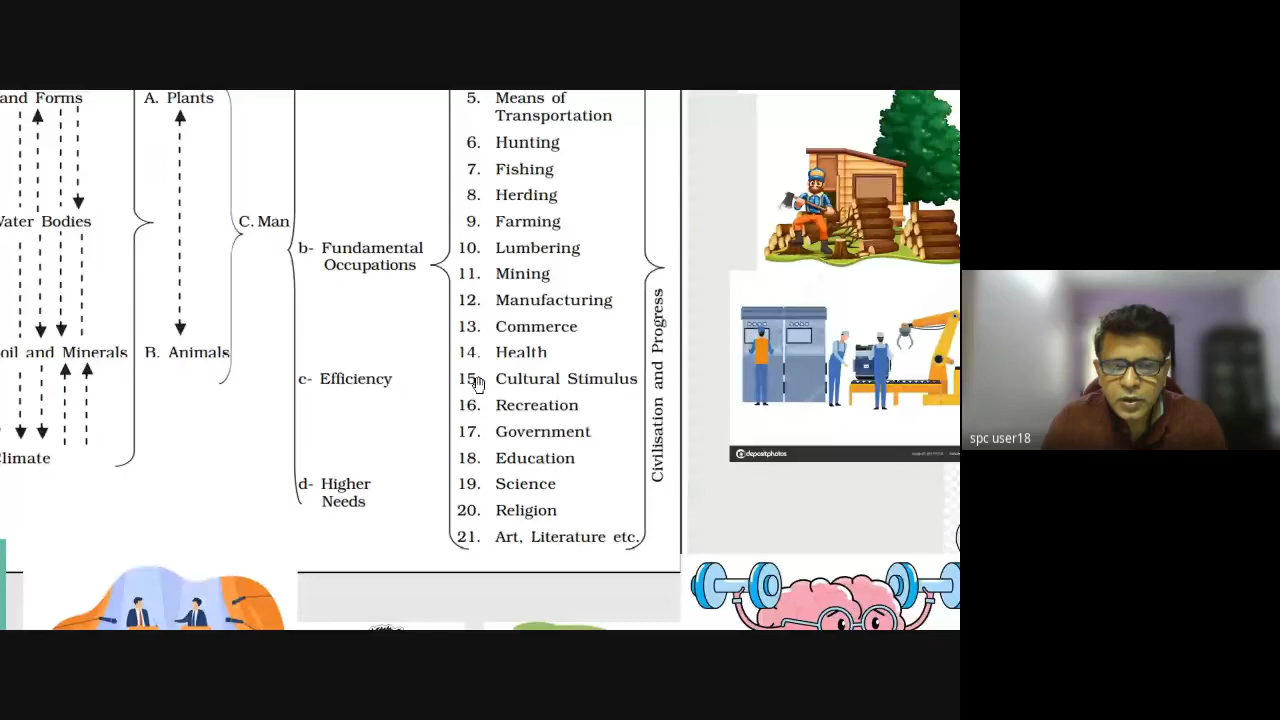 and Forms
A. Plants
Water Bodies
C. Man
oil and Minerals
B. Animals
Climate
b- Fundamental
Occupations
c- Efficiency
d- Higher
Needs
5. Means of
Transportation
6. Hunting
7. Fishing
8. Herding
9. Farming
10. Lumbering
11. Mining
12. Manufacturing
13. Commerce
14. Health
15. Cultural Stimulus
16. Recreation
17. Government
18. Education
19. Science
20. Religion
21. Art, Literature etc.
Civilisation and Progress
depositphotos
spc user18